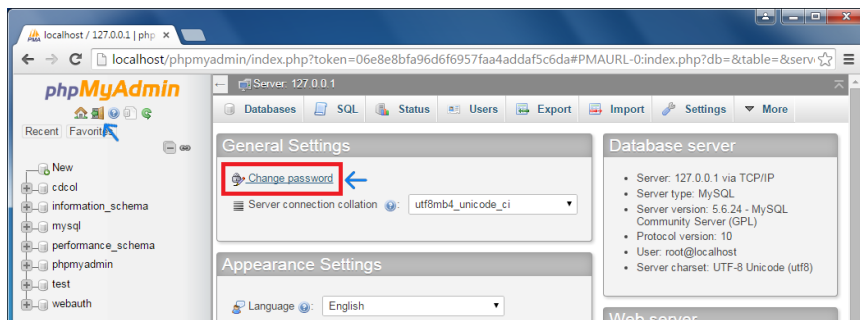 localhost / 127.0.0.1 | php
localhost/phpmyadmin/index.php?token=06e8e8bfa96d6f6957faa4addaf5c6da#PMAURL-0:index.php?db=&table=&serv
phpMyAdmin
Recent Favorites
New
cdcol
information_schema
mysql
performance_schema
phpmyadmin
test
webauth
Server: 127.0.0.1
Databases SQL Status Users Export Import Settings More
General Settings
Change password
Server connection collation : utf8mb4_unicode_ci
Appearance Settings
Language : English
Database server
Server: 127.0.0.1 via TCP/IP
Server type: MySQL
Server version: 5.6.24 - MySQL
Community Server (GPL)
Protocol version: 10
User: root@localhost
Server charset: UTF-8 Unicode (utf8)
Web server